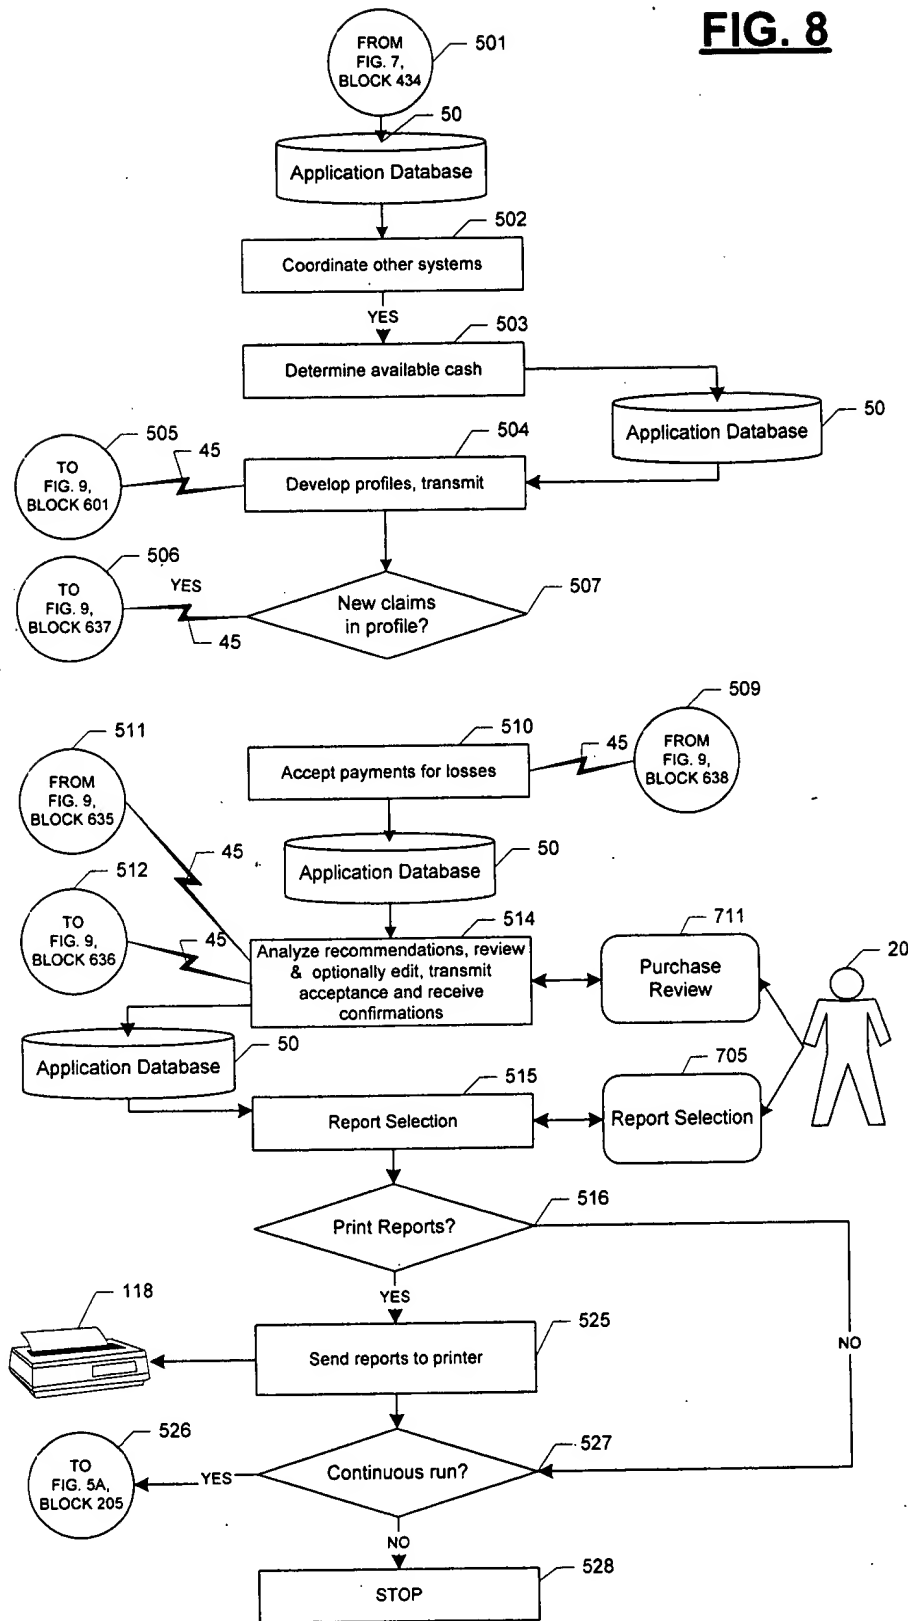 FIG. 8
FROM
FIG. 7,
BLOCK 434
501
50
Application Database
502
Coordinate other systems
YES
503
Determine available cash
50
Application Database
505
45
504
TO
FIG. 9,
BLOCK 601
Develop profiles, transmit
506
YES
TO
FIG. 9,
BLOCK 637
45
New claims
in profile?
507
509
511
510
45
FROM
FIG. 9,
BLOCK 638
Accept payments for losses
FROM
FIG. 9,
BLOCK 635
45
50
Application Database
512
514
711
TO
FIG. 9,
BLOCK 636
45
Analyze recommendations, review
& optionally edit, transmit
acceptance and receive
confirmations
Purchase
Review
20
50
Application Database
515
705
Report Selection
Report Selection
516
Print Reports?
YES
NO
118
525
Send reports to printer
526
527
TO
FIG. 5A,
BLOCK 205
YES
Continuous run?
NO
528
STOP